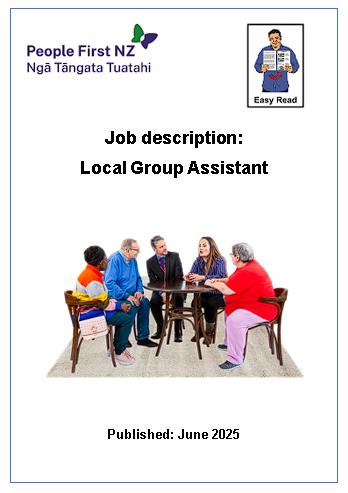 People First NZ
Ngā Tāngata Tuatahi
Easy Read
Job description:
Local Group Assistant
Published: June 2025